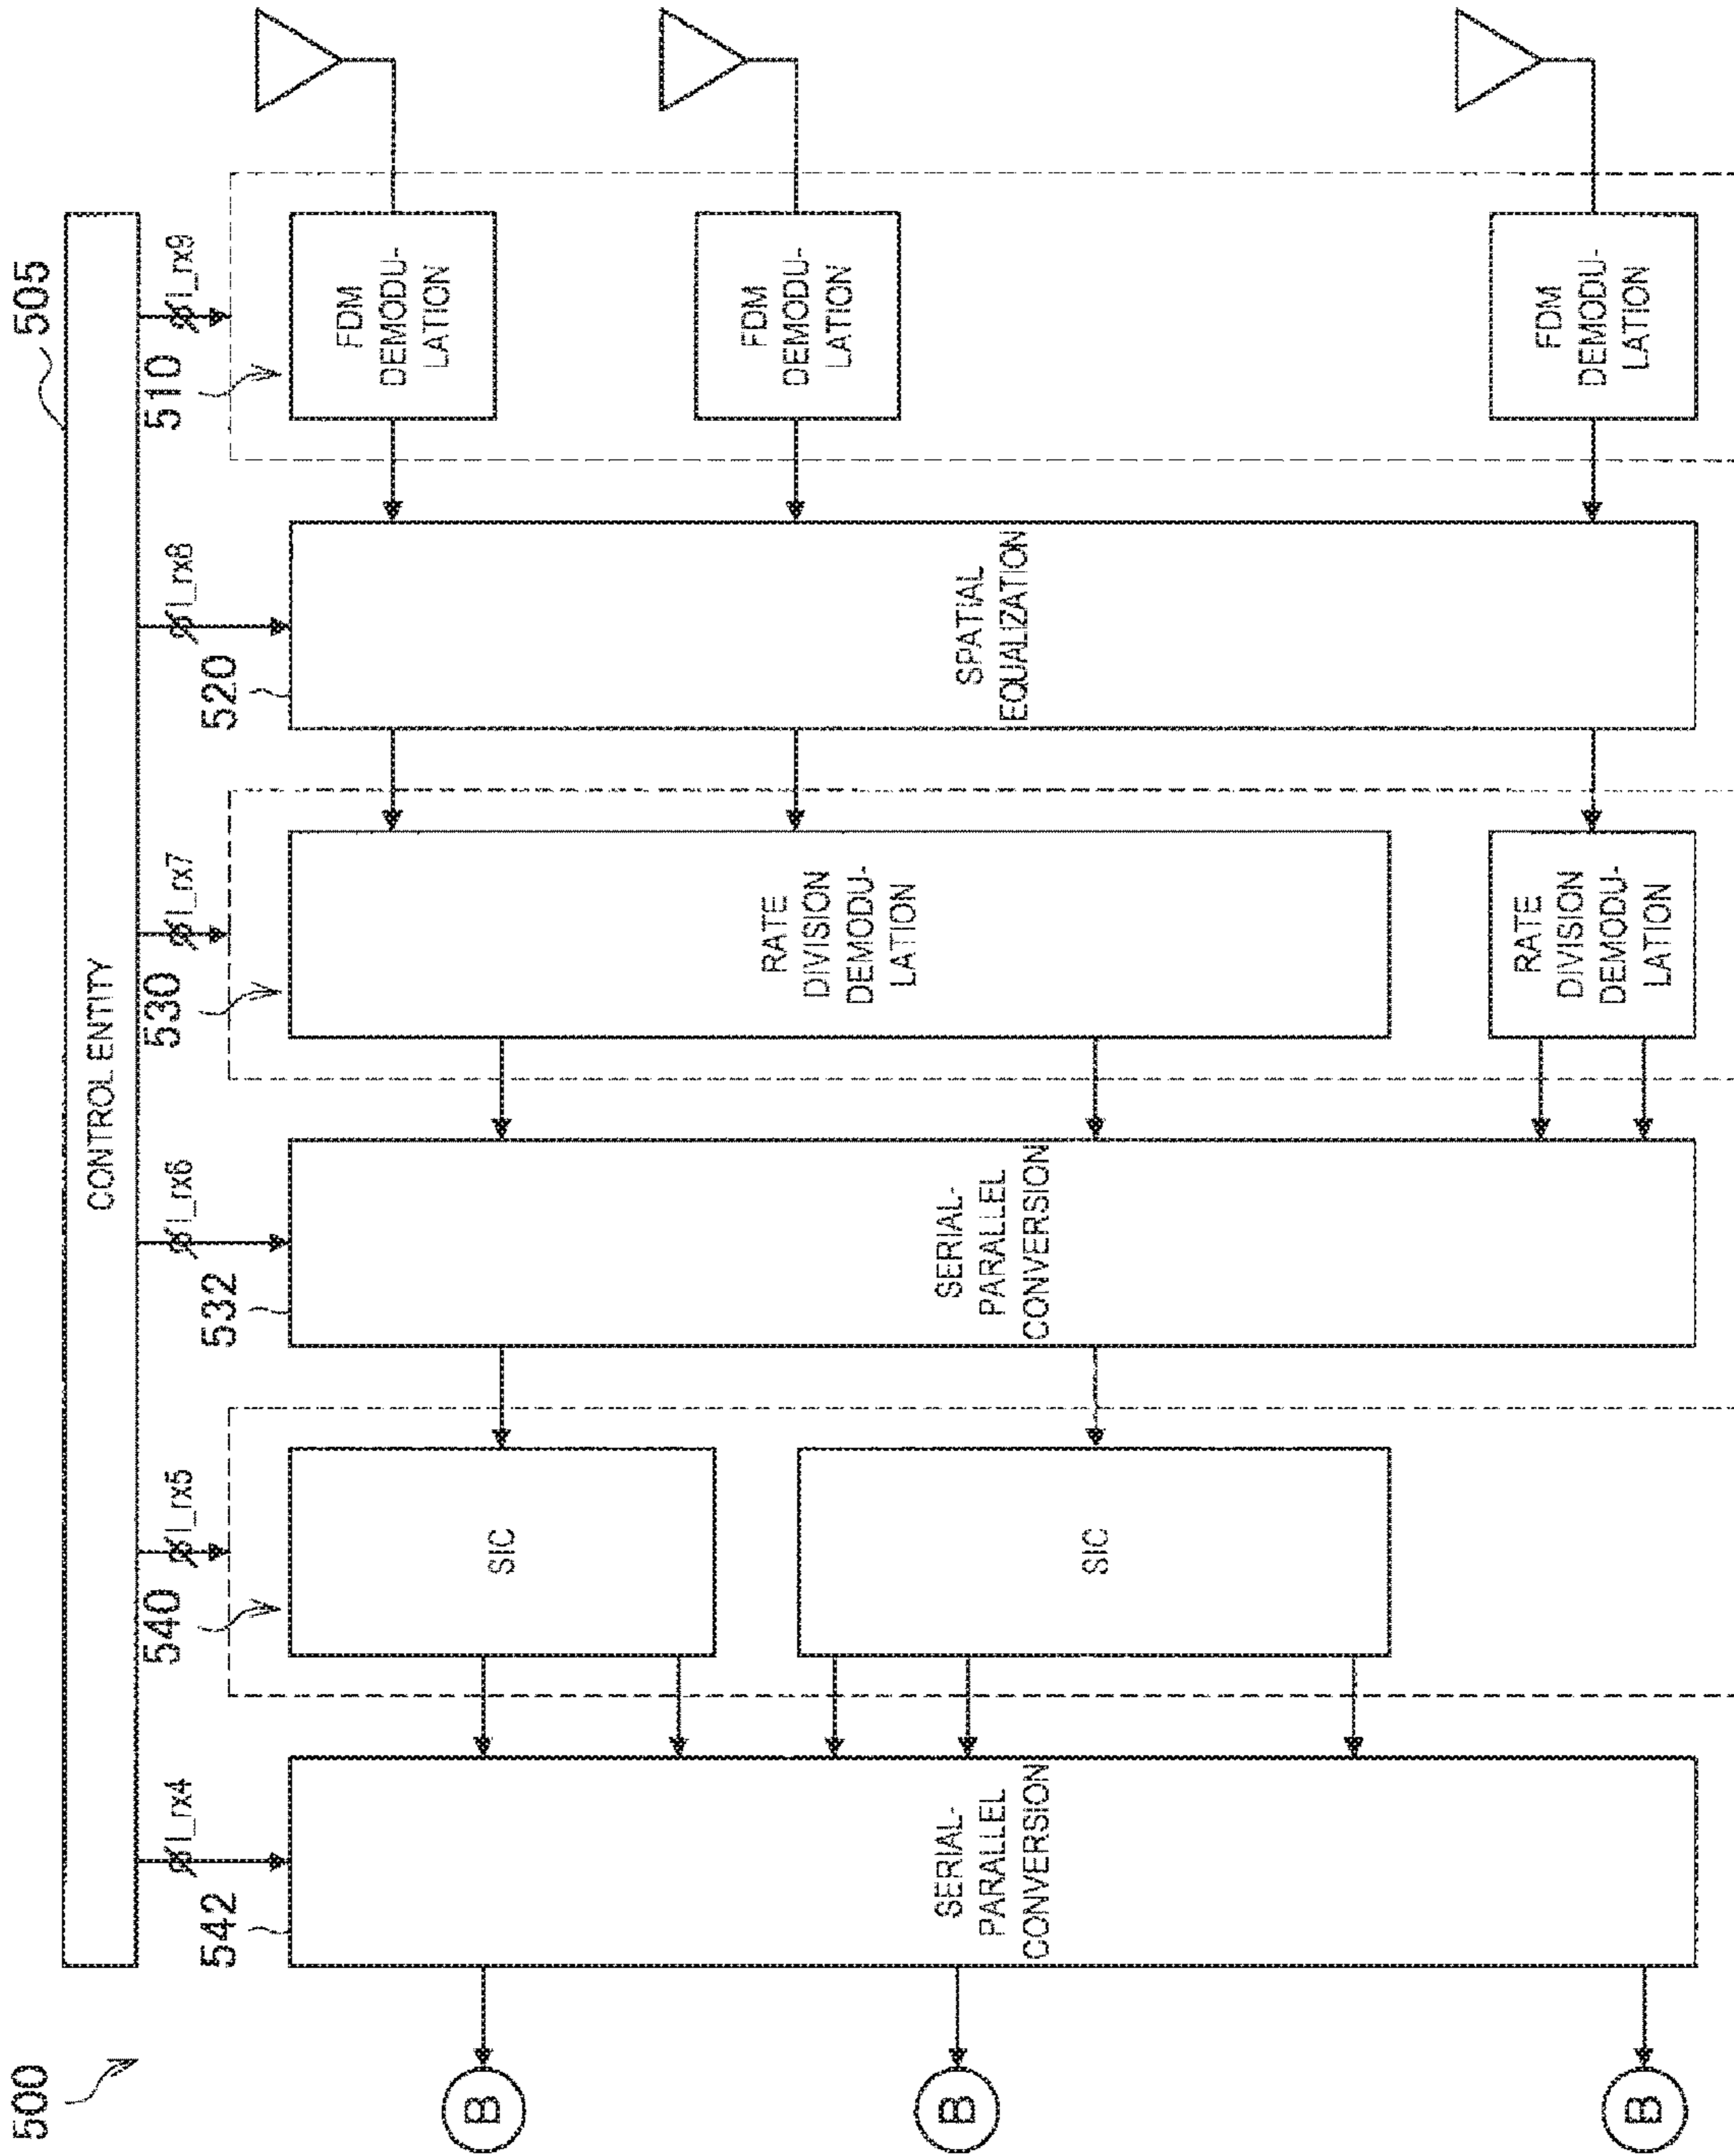 500
505
CONTROL ENTITY
I_rx4
I_rx5
I_rx6
I_rx7
I_rx8
I_rx9
542
540
532
530
520
510
B
B
B
SERIAL-
PARALLEL
CONVERSION
SIC
SIC
SERIAL-
PARALLEL
CONVERSION
RATE
DIVISION
DEMODU-
LATION
RATE
DIVISION
DEMODU-
LATION
SPATIAL
EQUALIZATION
FDM
DEMODU-
LATION
FDM
DEMODU-
LATION
FDM
DEMODU-
LATION